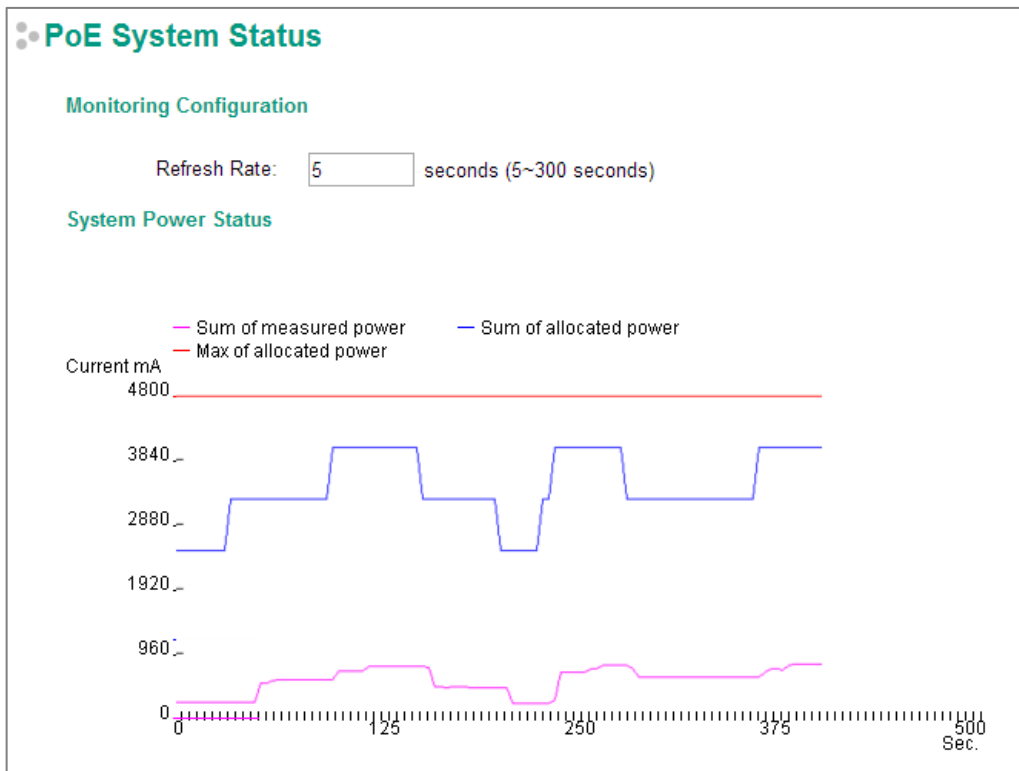 PoE System Status
Monitoring Configuration
Refresh Rate: 5 seconds (5~300 seconds)
System Power Status
Sum of measured power Sum of allocated power
Max of allocated power
Current mA
4800
3840
2880
1920
960
0
0 125 250 375 500
Sec.